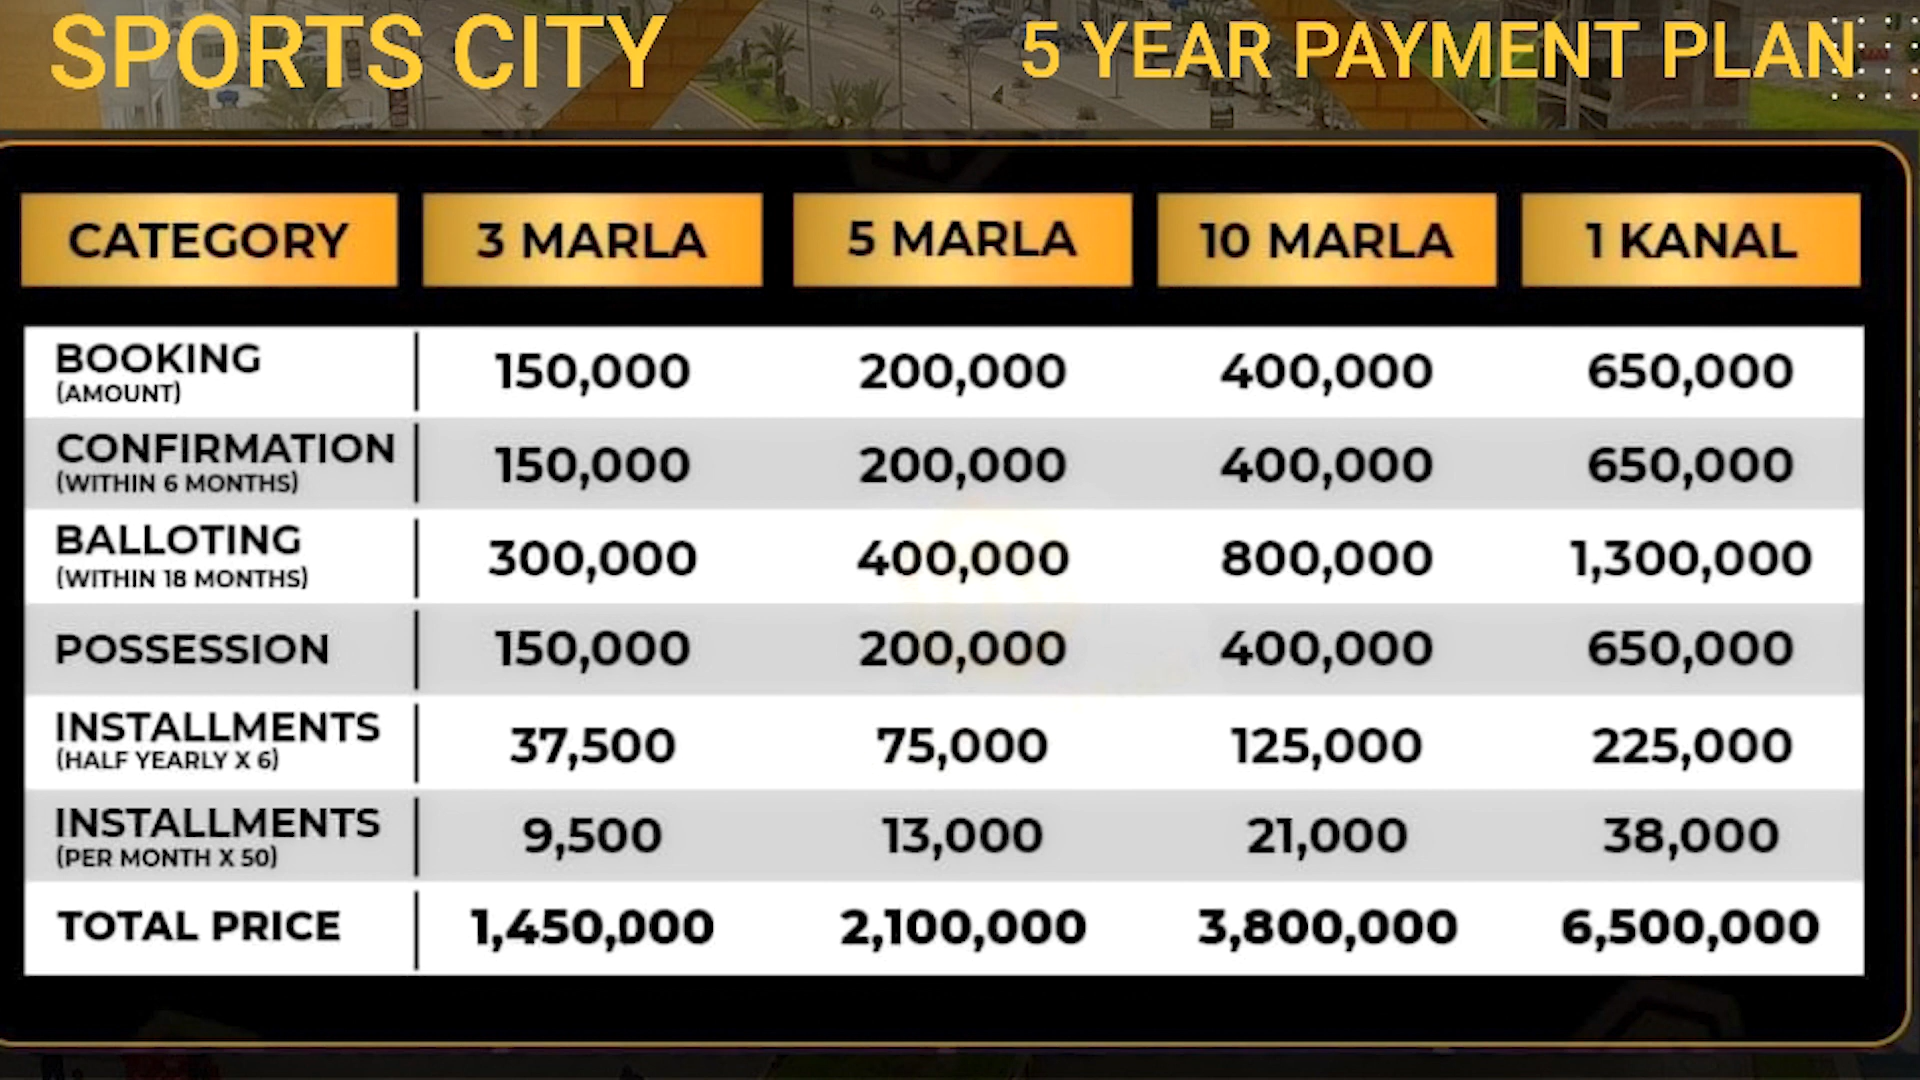 SPORTS CITY 5 YEAR PAYMENT PLAN
CATEGORY 3 MARLA 5 MARLA 10 MARLA 1 KANAL
BOOKING 150,000 200,000 400,000 650,000
(AMOUNT)
CONFIRMATION 150,000 200,000 400,000 650,000
(WITHIN 6 MONTHS)
BALLOTING 300,000 400,000 800,000 1,300,000
(WITHIN 18 MONTHS)
POSSESSION 150,000 200,000 400,000 650,000
INSTALLMENTS 37,500 75,000 125,000 225,000
(HALF YEARLY X 6)
INSTALLMENTS 9,500 13,000 21,000 38,000
(PER MONTH X 50)
TOTAL PRICE 1,450,000 2,100,000 3,800,000 6,500,000